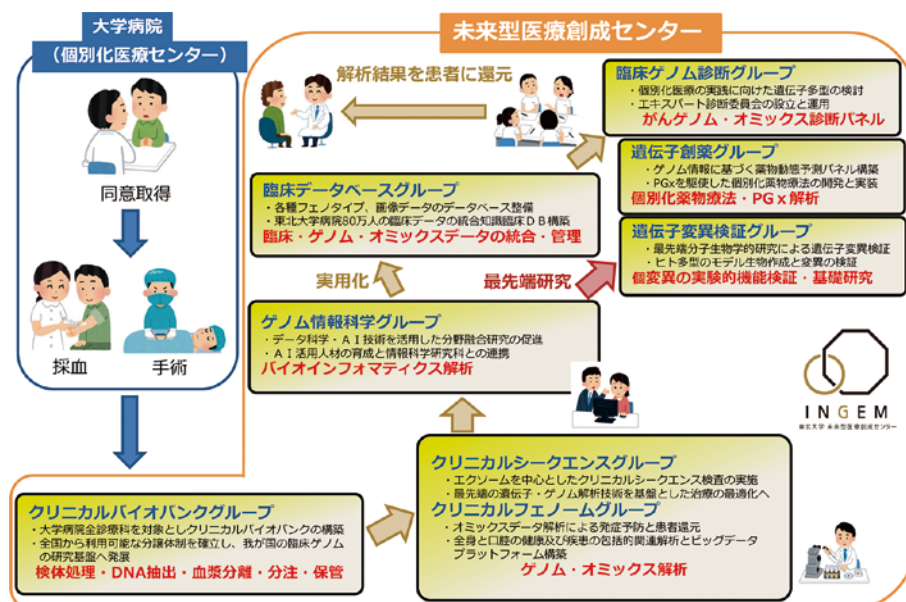 大学病院
（個別化医療センター）
同意取得
採血
手術
未来型医療創成センター
解析結果を患者に還元
臨床ゲノム診断グループ
・個別化医療の実践に向けた遺伝子多型の検討
・エキスパート診断委員会の設立と運用
がんゲノム・オミックス診断パネル
遺伝子創薬グループ
・ゲノム情報に基づく薬物動態予測パネル構築
・PGxを駆使した個別化薬物療法の開発と実装
個別化薬物療法・PGｘ解析
遺伝子変異検証グループ
・最先端分子生物学的研究による遺伝子変異検証
・ヒト多型のモデル生物作成と変異の検証
個変異の実験的機能検証・基礎研究
臨床データベースグループ
・各種フェノタイプ、画像データのデータベース整備
・東北大学病院80万人の臨床データの統合知識臨床ＤＢ構築
臨床・ゲノム・オミックスデータの統合・管理
実用化
最先端研究
ゲノム情報科学グループ
・データ科学・ＡＩ技術を活用した分野融合研究の促進
・ＡＩ活用人材の育成と情報科学研究科との連携
バイオインフォマティクス解析
INGEM
東北大学 未来型医療創成センター
クリニカルシークエンスグループ
・エクソームを中心としたクリニカルシークエンス検査の実施
・最先端の遺伝子・ゲノム解析技術を基盤とした治療の最適化へ
クリニカルフェノームグループ
・オミックスデータ解析による発症予防と患者還元
・全身と口腔の健康及び疾患の包括的関連解析とビッグデータ
プラットフォーム構築
ゲノム・オミックス解析
クリニカルバイオバンクグループ
・大学病院全診療科を対象としクリニカルバイオバンクの構築
・全国から利用可能な分譲体制を確立し、我が国の臨床ゲノム
の研究基盤へ発展
検体処理・DNA抽出・血漿分離・分注・保管